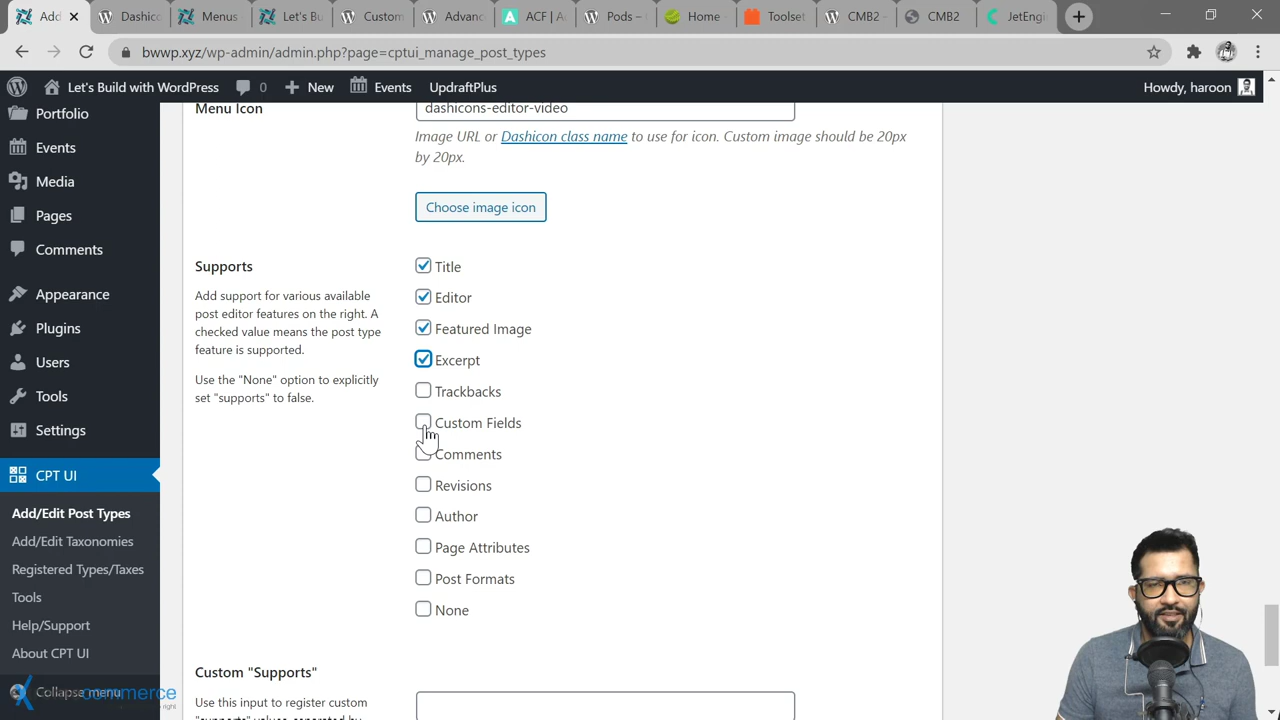 Add
Dashic
Menus
Let's Bu
Custom
Advanc
ACF | A
Pods –
Home -
Toolset
CMB2 –
CMB2
JetEngi
bwwp.xyz/wp-admin/admin.php?page=cptui_manage_post_types
Let's Build with WordPress
0
New
Events
UpdraftPlus
Howdy, haroon
Portfolio
Events
Media
Pages
Comments
Appearance
Plugins
Users
Tools
Settings
CPT UI
Add/Edit Post Types
Add/Edit Taxonomies
Registered Types/Taxes
Tools
Help/Support
About CPT UI
Collapse menu
commerce
Menu Icon
dashicons-editor-video
Image URL or Dashicon class name to use for icon. Custom image should be 20px
by 20px.
Choose image icon
Supports
Add support for various available
post editor features on the right. A
checked value means the post type
feature is supported.
Use the "None" option to explicitly
set "supports" to false.
Title
Editor
Featured Image
Excerpt
Trackbacks
Custom Fields
Comments
Revisions
Author
Page Attributes
Post Formats
None
Custom "Supports"
Use this input to register custom
"supports" values, separated by